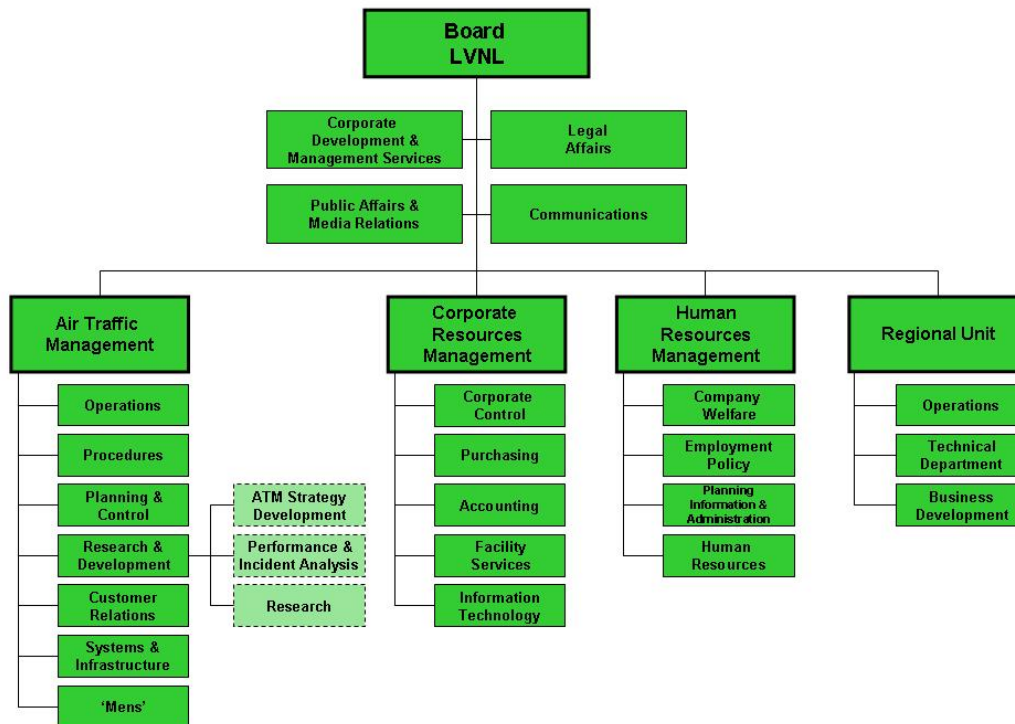 Board
LVNL
Corporate
Development &
Management Services
Legal
Affairs
Public Affairs &
Media Relations
Communications
Air Traffic
Management
Corporate
Resources
Management
Human
Resources
Management
Regional Unit
Operations
Procedures
Planning &
Control
Research &
Development
Customer
Relations
Systems &
Infrastructure
‘Mens’
ATM Strategy
Development
Performance &
Incident Analysis
Research
Corporate
Control
Purchasing
Accounting
Facility
Services
Information
Technology
Company
Welfare
Employment
Policy
Planning
Information &
Administration
Human
Resources
Operations
Technical
Department
Business
Development